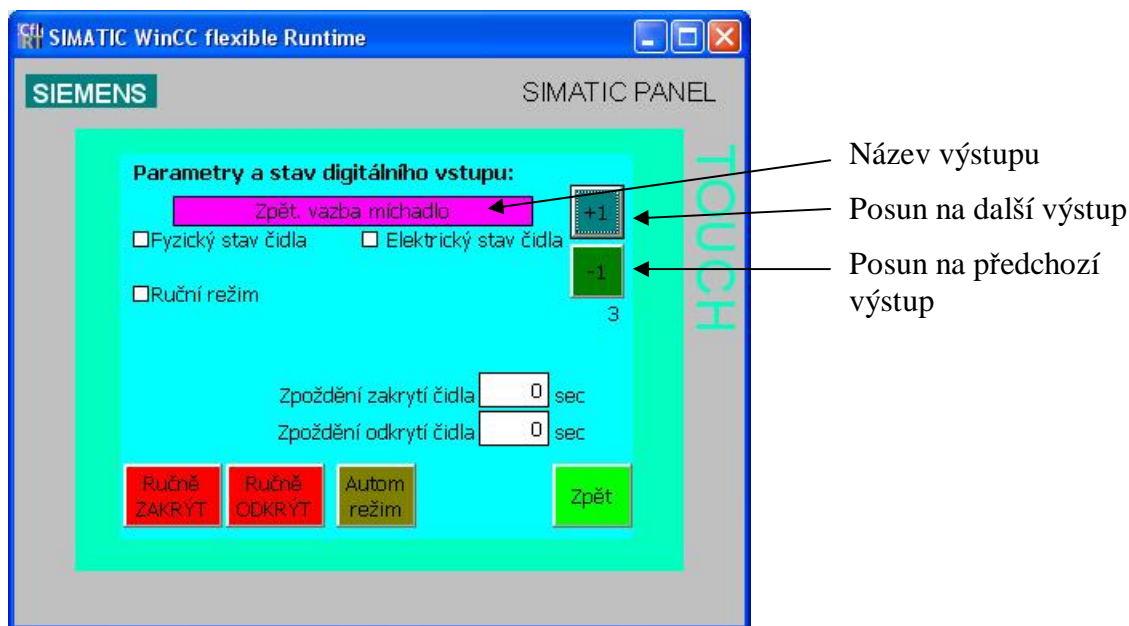 SIMATIC WinCC flexible Runtime
SIEMENS
SIMATIC PANEL
TOUCH
Parametry a stav digitálního vstupu:
Zpět. vazba míchadlo
+1
Fyzický stav čidla
Elektrický stav čidla
-1
Ruční režim
3
Zpoždění zakrytí čidla 0 sec
Zpoždění odkrytí čidla 0 sec
Ručně
ZAKRÝT
Ručně
ODKRÝT
Autom
režim
Zpět
Název výstupu
Posun na další výstup
Posun na předchozí
výstup